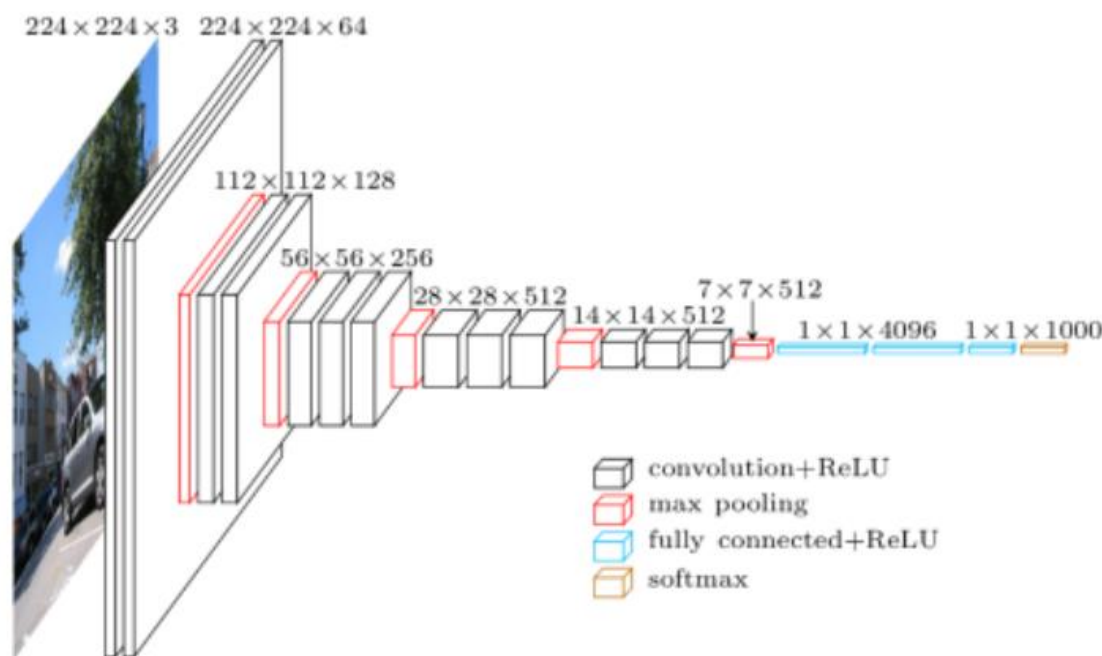 224×224×3
224×224×64
112×112×128
56×56×256
28×28×512
14×14×512
7×7×512
1×1×4096
1×1×1000
convolution+ReLU
max pooling
fully connected+ReLU
softmax